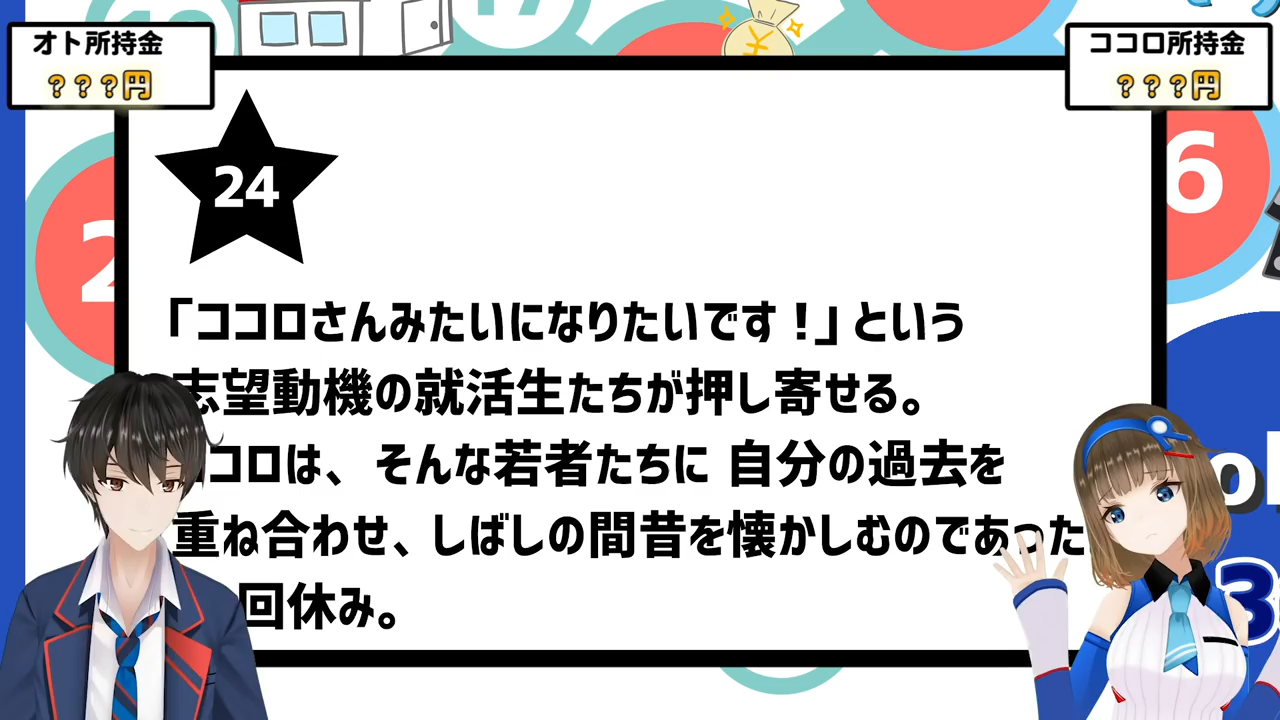 オト所持金
???円
ココロ所持金
???円
24
6
2
「ココロさんみたいになりたいです！」という
志望動機の就活生たちが押し寄せる。
コロは、そんな若者たちに 自分の過去を
重ね合わせ、しばしの間昔を懐かしむのであった
回休み。
3